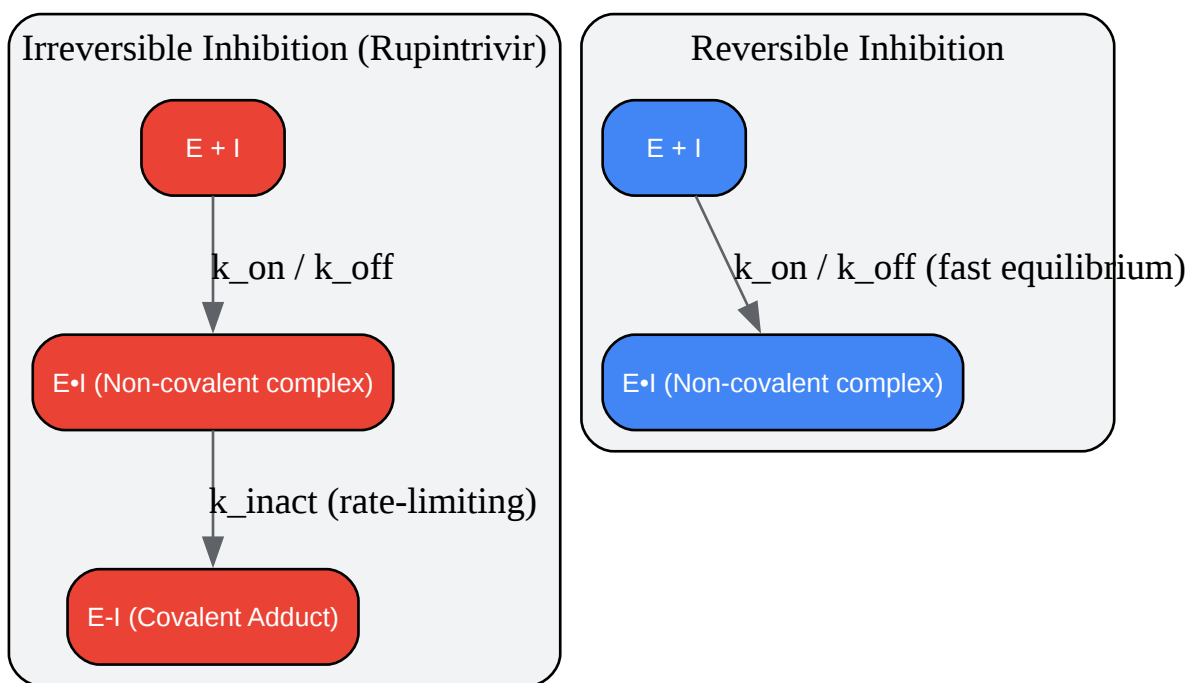 Irreversible Inhibition (Rupintrivir)
E + I
k_on / k_off
E•I (Non-covalent complex)
k_inact (rate-limiting)
E-I (Covalent Adduct)
Reversible Inhibition
E + I
k_on / k_off (fast equilibrium)
E•I (Non-covalent complex)